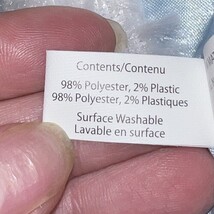 Contents/Contenu
98% Polyester, 2% Plastic
98% Polyester, 2% Plastiques
Surface Washable
Lavable en surface